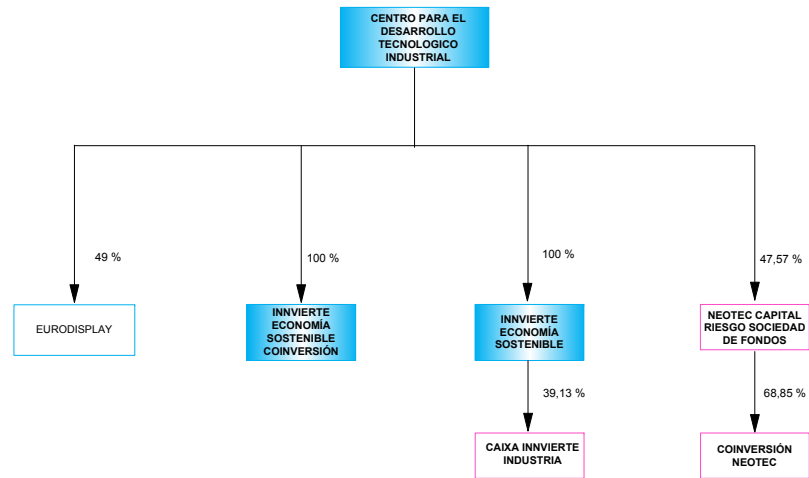 CENTRO PARA EL
DESARROLLO
TECNOLOGICO
INDUSTRIAL
49 %
100 %
100 %
47,57 %
EURODISPLAY
INNVIERTE
ECONOMÍA
SOSTENIBLE
COINVERSIÓN
INNVIERTE
ECONOMÍA
SOSTENIBLE
NEOTEC CAPITAL
RIESGO SOCIEDAD
DE FONDOS
39,13 %
68,85 %
CAIXA INNVIERTE
INDUSTRIA
COINVERSIÓN
NEOTEC